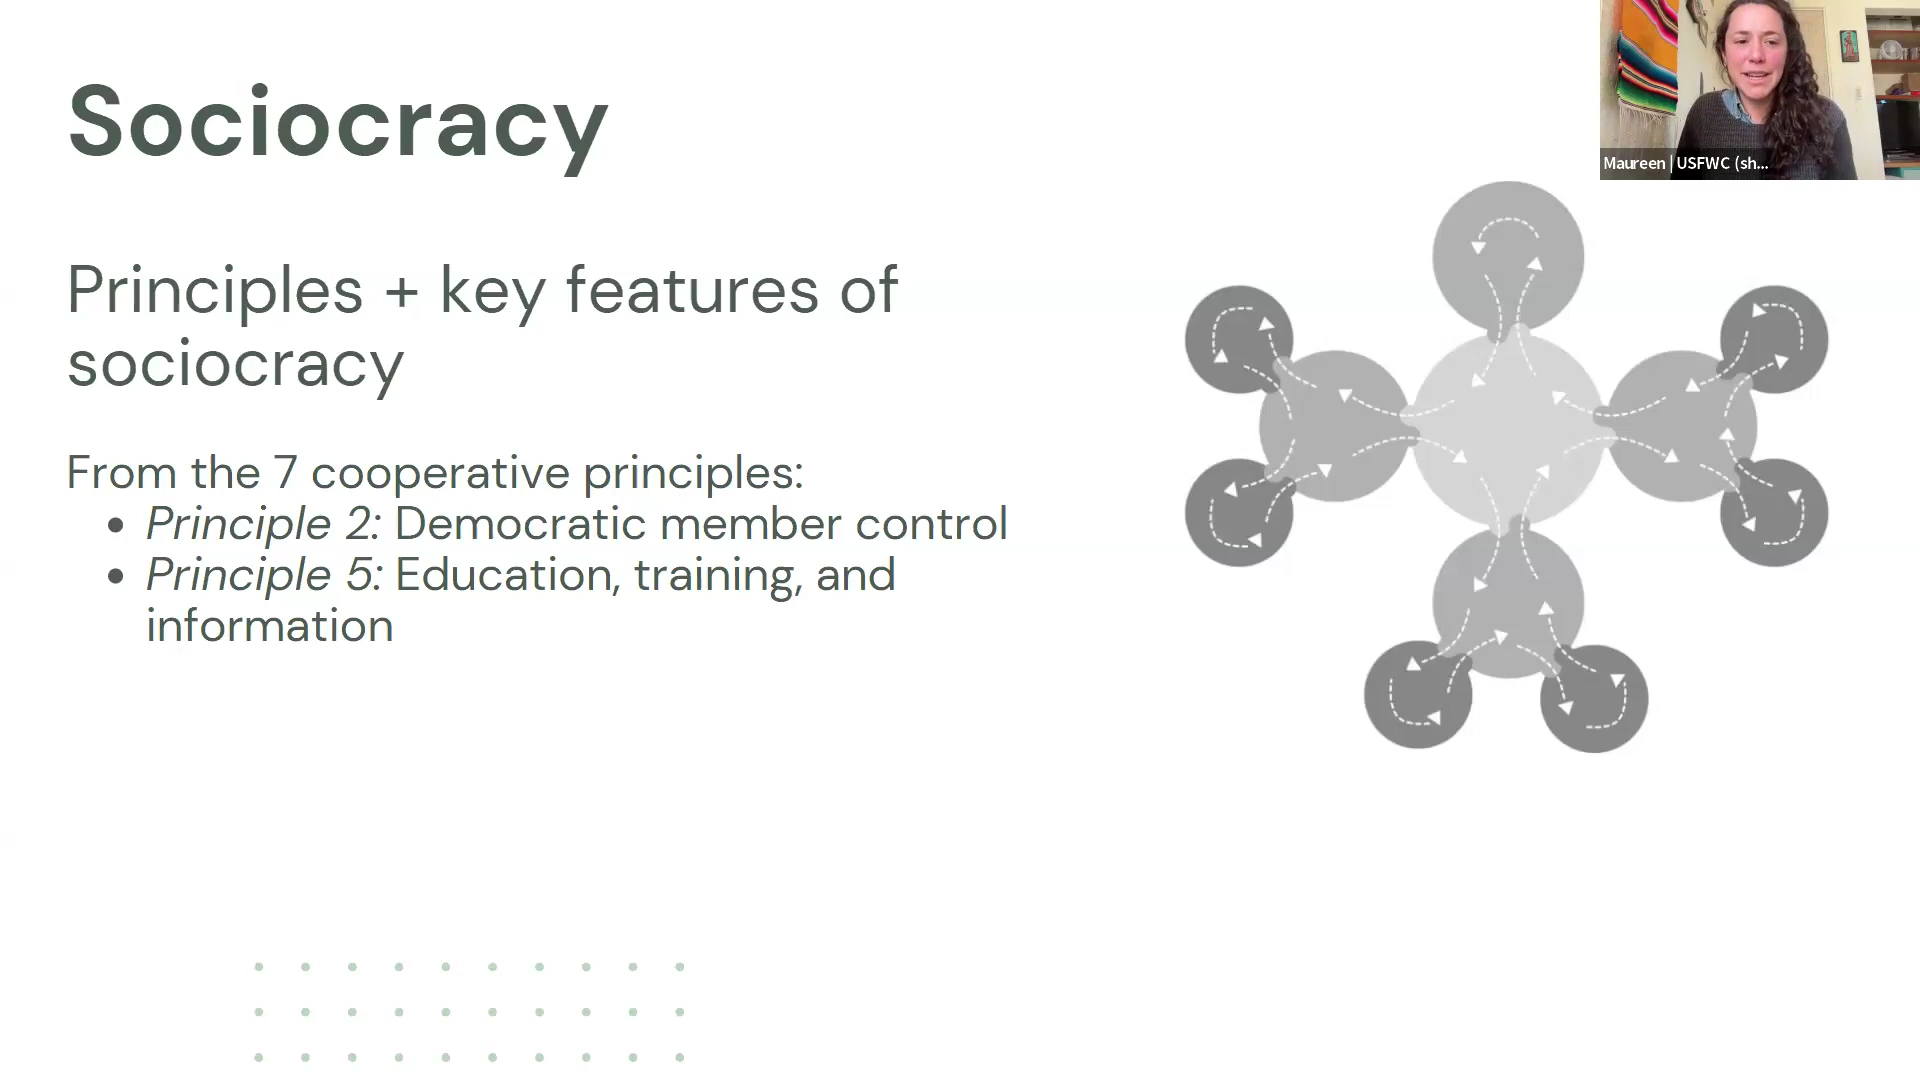 Sociocracy
Principles + key features of
sociocracy
From the 7 cooperative principles:
• Principle 2: Democratic member control
• Principle 5: Education, training, and
information
Maureen | USFWC (sh...